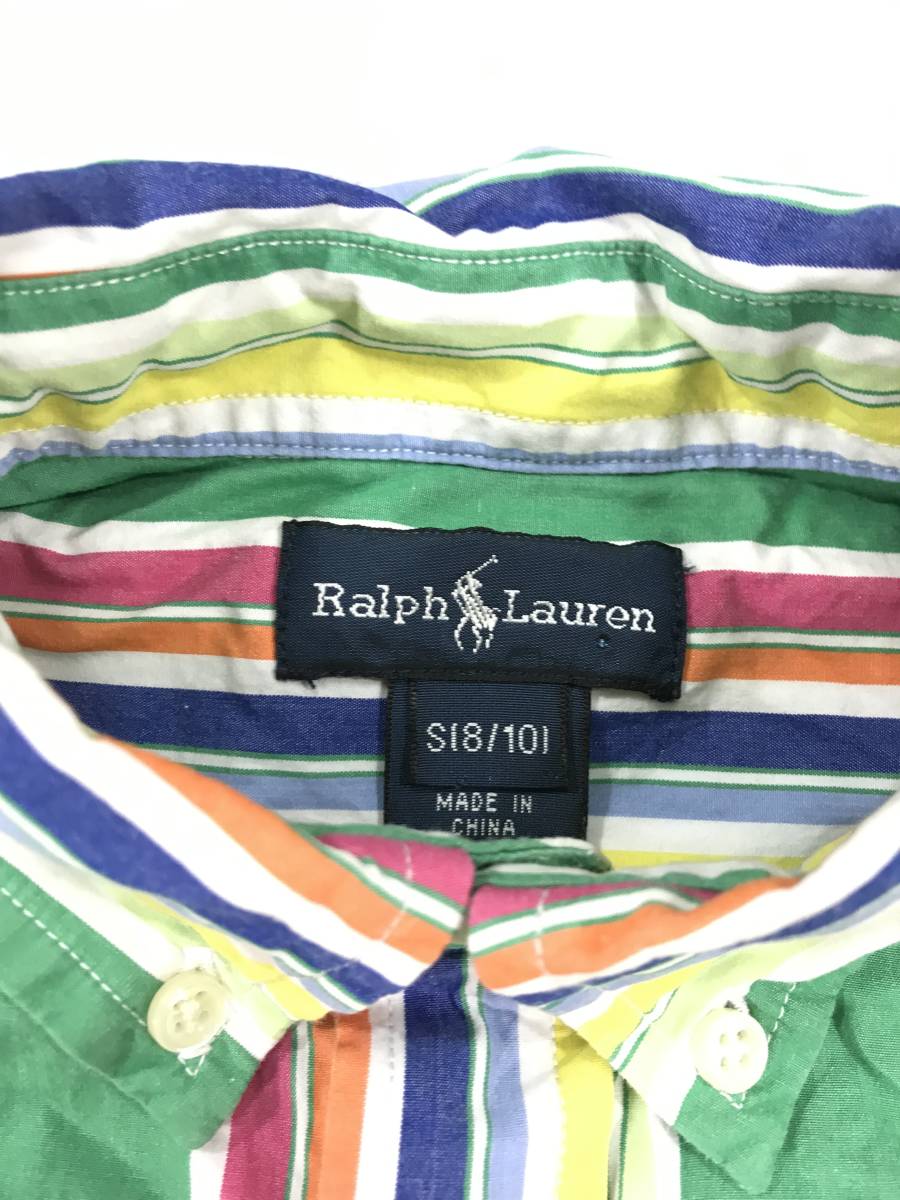 Ralph Lauren
S(8/10)
MADE IN
CHINA